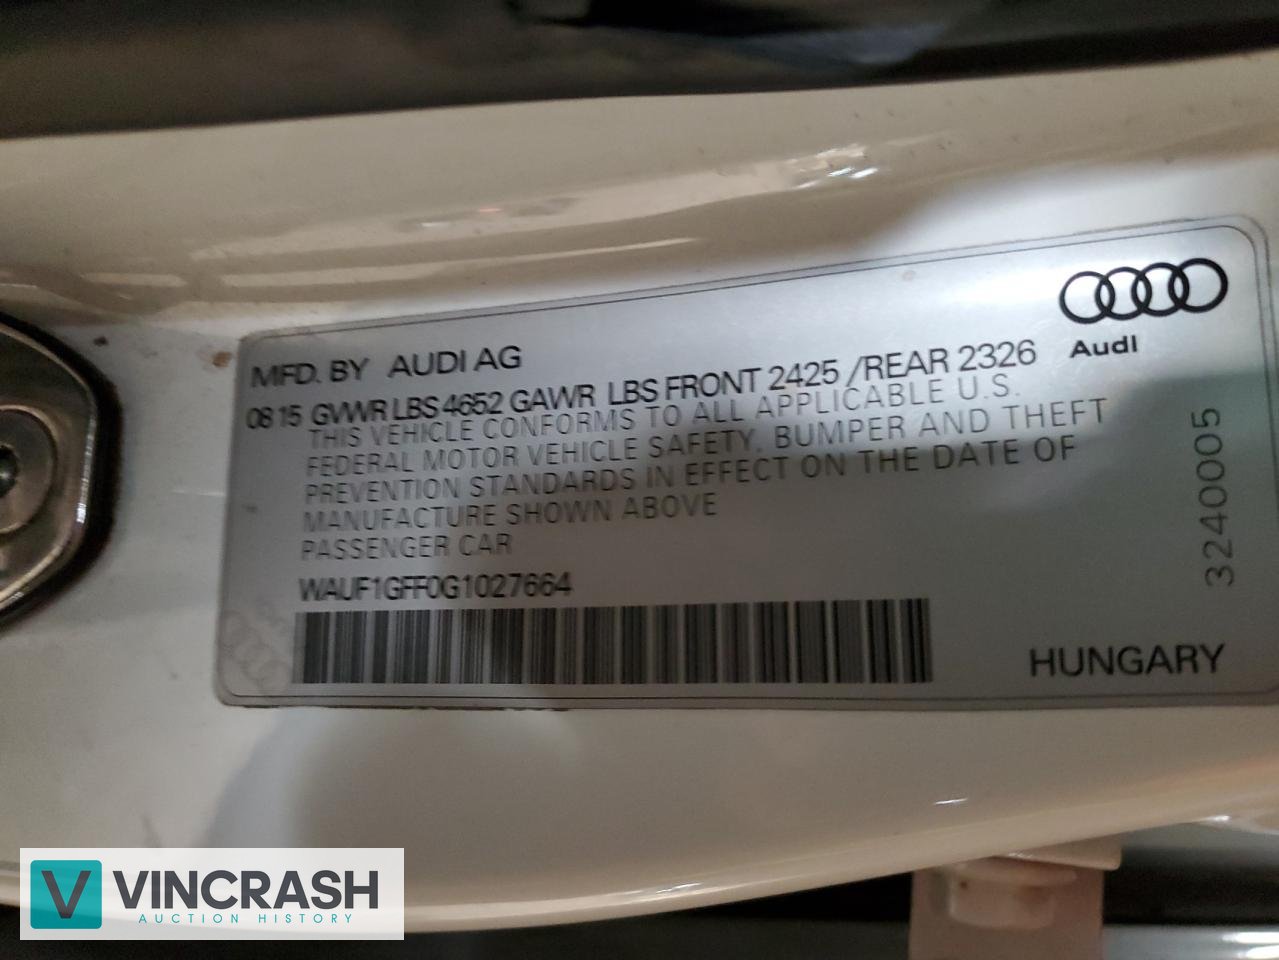 Audi
MFD. BY AUDI AG
08 15 GVWR LBS 4652 GAWR LBS FRONT 2425 /REAR 2326
THIS VEHICLE CONFORMS TO ALL APPLICABLE U.S.
FEDERAL MOTOR VEHICLE SAFETY, BUMPER AND THEFT
PREVENTION STANDARDS IN EFFECT ON THE DATE OF
MANUFACTURE SHOWN ABOVE
PASSENGER CAR
WAUF1GFF0G1027664
3240005
HUNGARY
V VINCRASH
AUCTION HISTORY